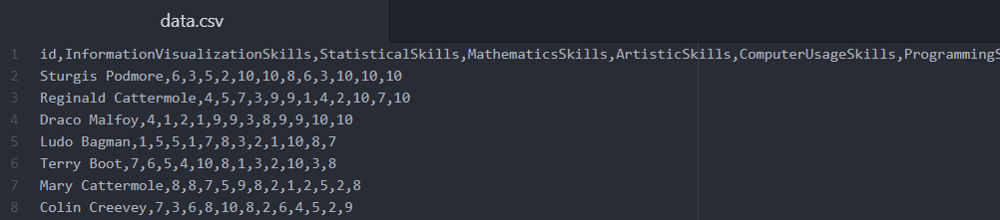 data.csv
1 id,InformationVisualizationSkills,StatisticalSkills,MathematicsSkills,ArtisticSkills,ComputerUsageSkills,Programming
2 Sturgis Podmore,6,3,5,2,10,10,8,6,3,10,10,10
3 Reginald Cattermole,4,5,7,3,9,9,1,4,2,10,7,10
4 Draco Malfoy,4,1,2,1,9,9,3,8,9,9,10,10
5 Ludo Bagman,1,5,5,1,7,8,3,2,1,10,8,7
6 Terry Boot,7,6,5,4,10,8,1,3,2,10,3,8
7 Mary Cattermole,8,8,7,5,9,8,2,1,2,5,2,8
8 Colin Creevey,7,3,6,8,10,8,2,6,4,5,2,9